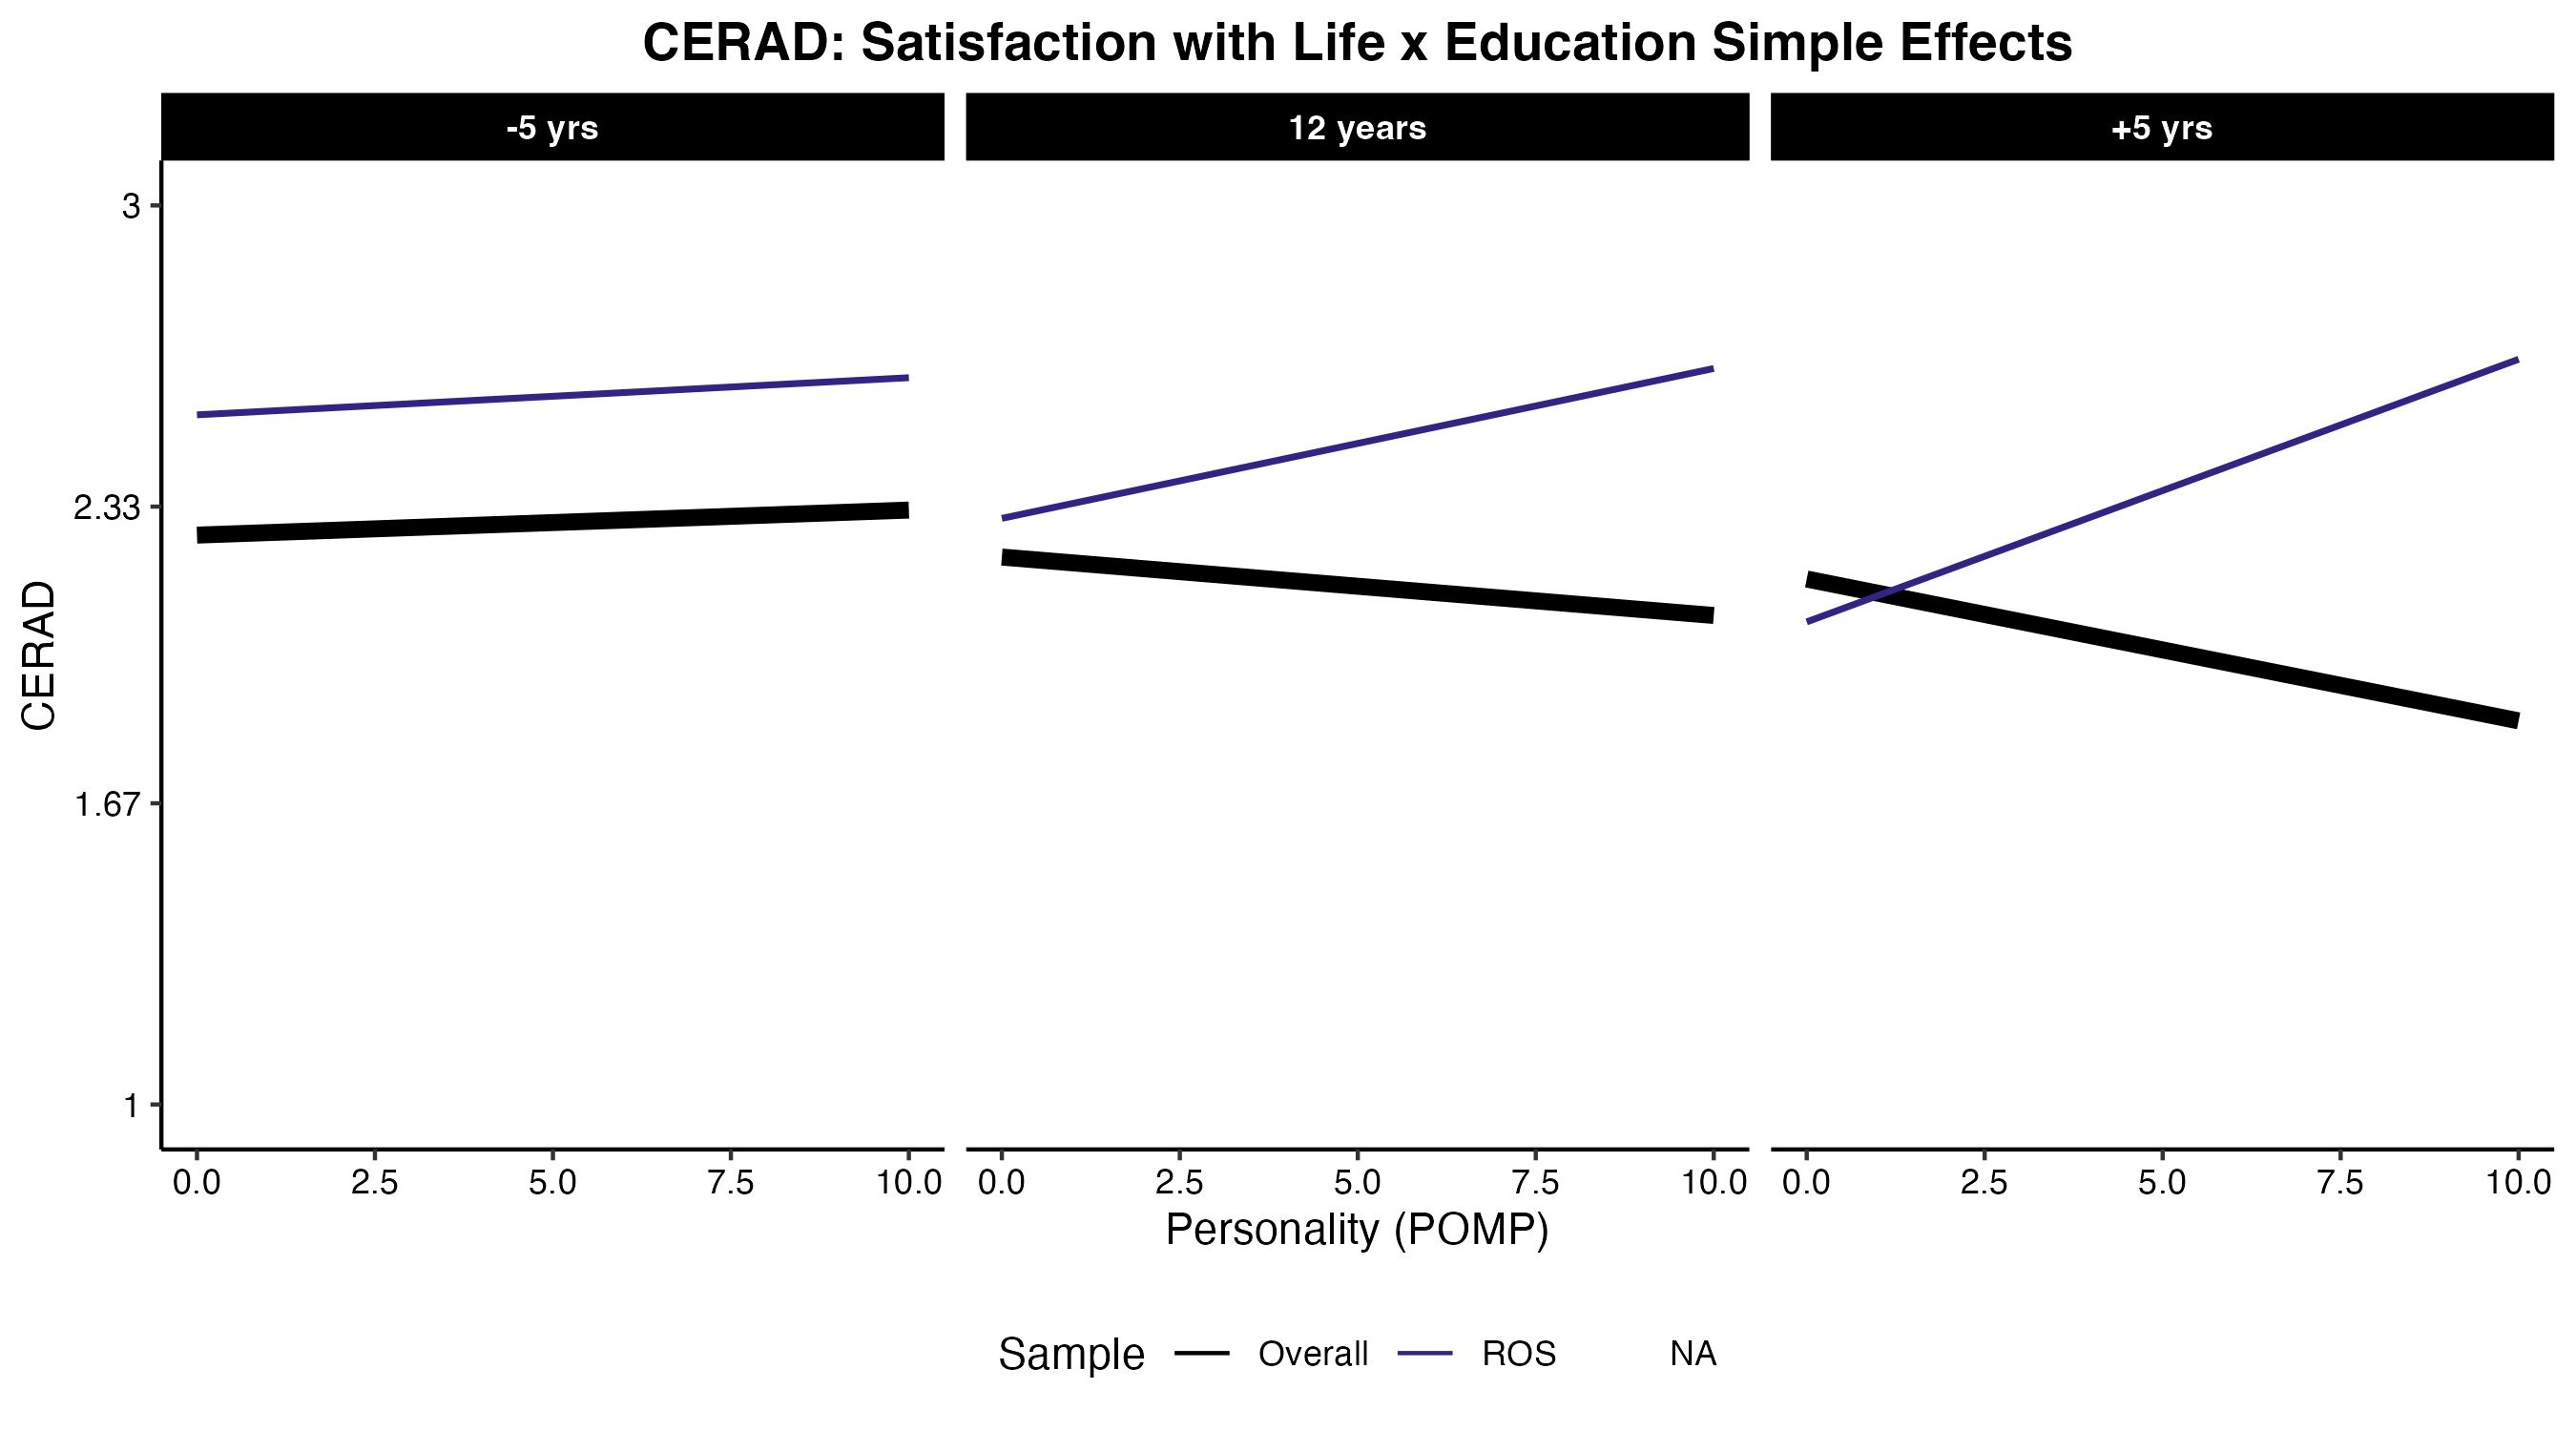 CERAD: Satisfaction with Life x Education Simple Effects
-5 yrs 12 years +5 yrs
3
2.33
1.67
1
CERAD
0.0 2.5 5.0 7.5 10.0 0.0 2.5 5.0 7.5 10.0 0.0 2.5 5.0 7.5 10.0
Personality (POMP)
Sample Overall ROS NA